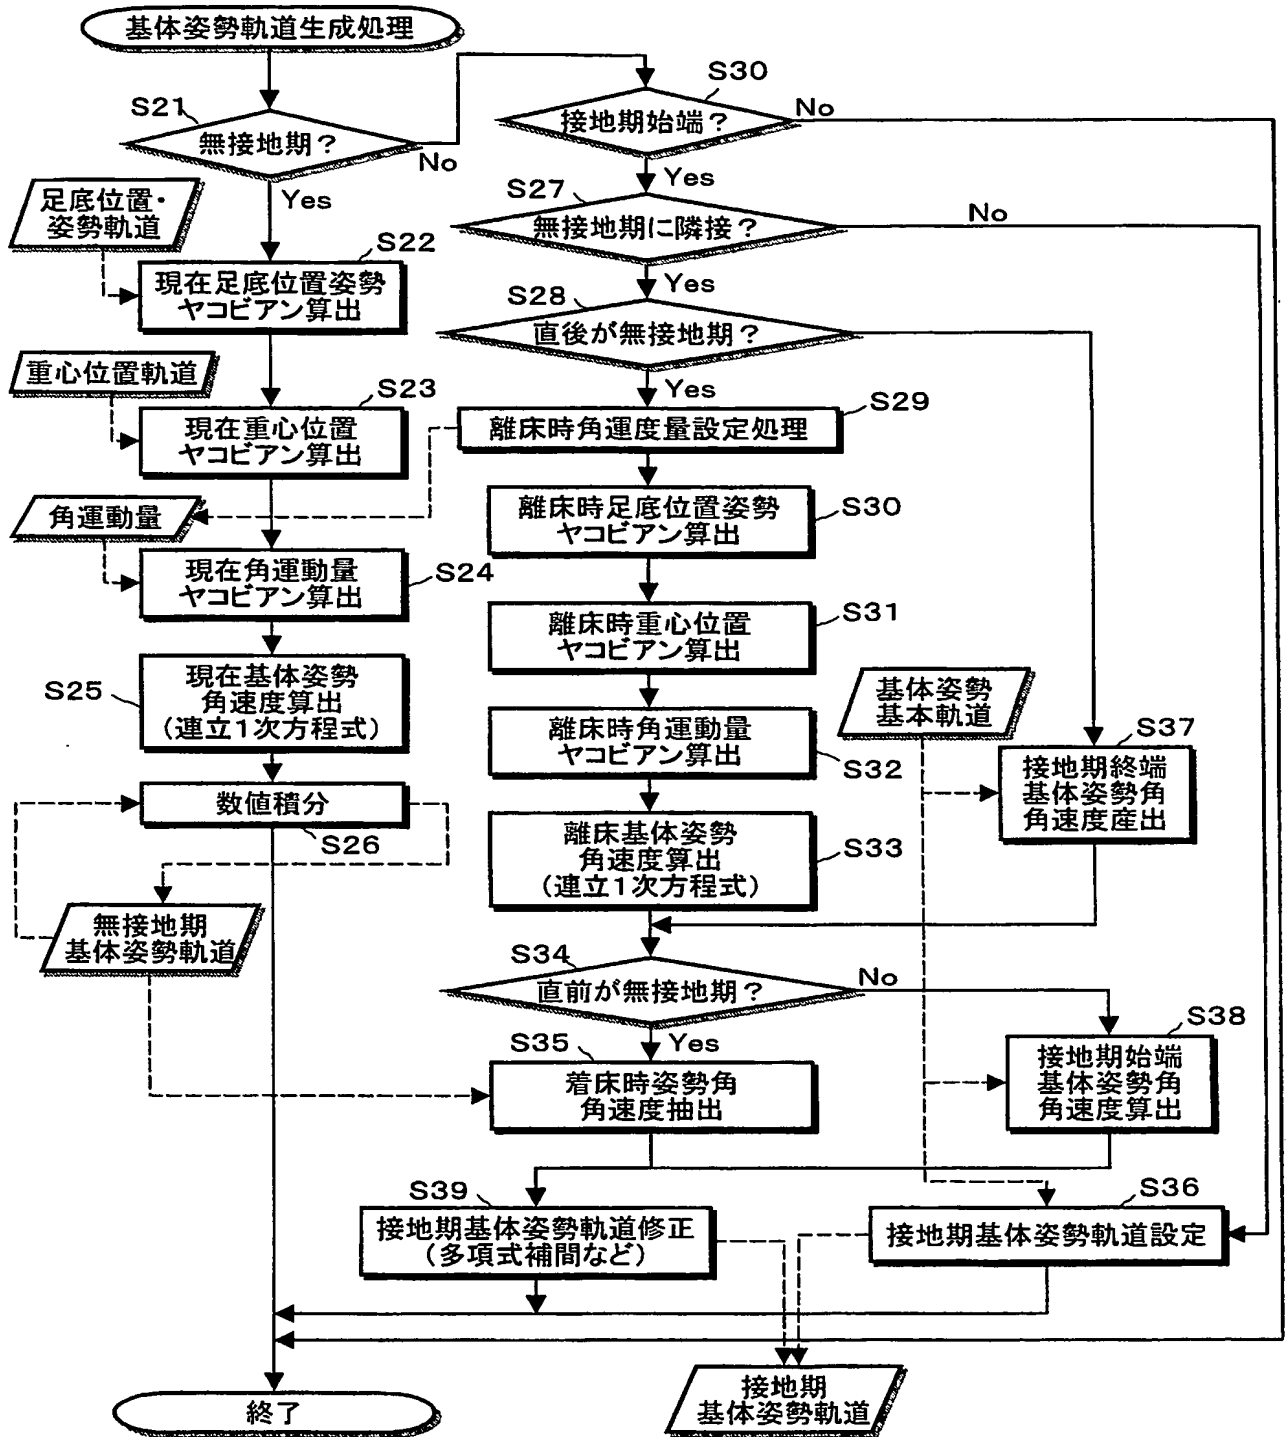 基体姿勢軌道生成処理
S21
無接地期？
No
Yes
足底位置・
姿勢軌道
S22
現在足底位置姿勢
ヤコビアン算出
重心位置軌道
S23
現在重心位置
ヤコビアン算出
角運動量
現在角運動量
ヤコビアン算出
S24
S25
現在基体姿勢
角速度算出
(連立１次方程式)
数値積分
S26
無接地期
基体姿勢軌道
S30
接地期始端？
No
Yes
S27
無接地期に隣接？
No
Yes
S28
直後が無接地期？
Yes
S29
離床時角運度量設定処理
離床時足底位置姿勢
ヤコビアン算出
S30
離床時重心位置
ヤコビアン算出
S31
離床時角運動量
ヤコビアン算出
S32
離床基体姿勢
角速度算出
(連立１次方程式)
S33
基体姿勢
基本軌道
S37
接地期終端
基体姿勢角
角速度産出
S34
直前が無接地期？
No
Yes
S35
着床時姿勢角
角速度抽出
S38
接地期始端
基体姿勢角
角速度算出
S39
接地期基体姿勢軌道修正
(多項式補間など)
S36
接地期基体姿勢軌道設定
接地期
基体姿勢軌道
終了